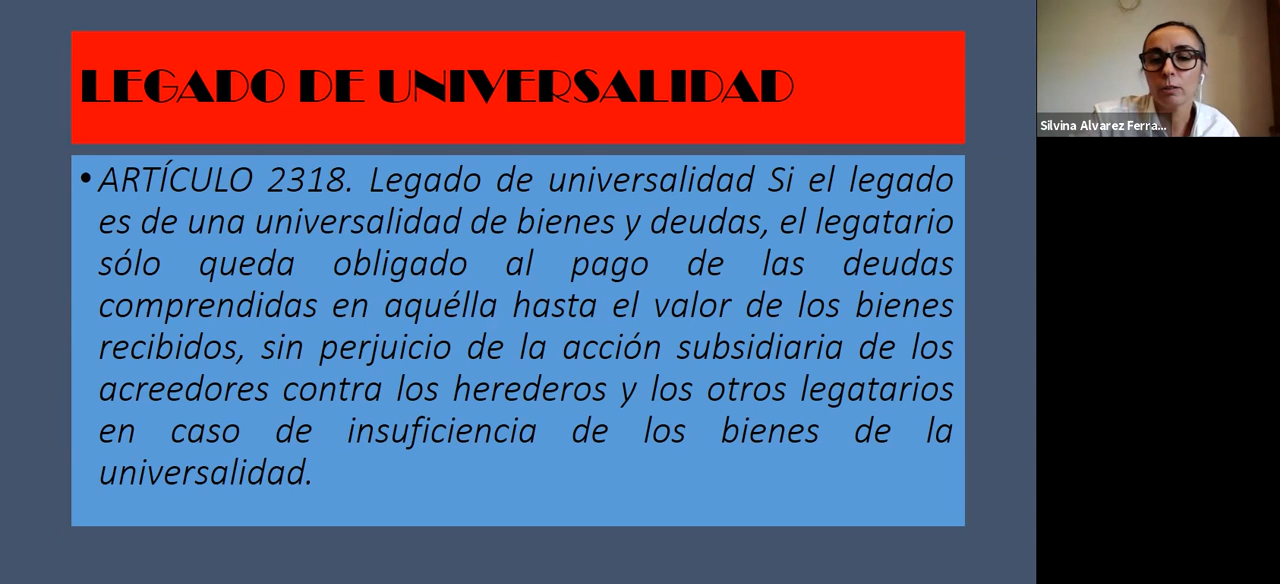 LEGADO DE UNIVERSALIDAD
• ARTÍCULO 2318. Legado de universalidad Si el legado
es de una universalidad de bienes y deudas, el legatario
sólo queda obligado al pago de las deudas
comprendidas en aquélla hasta el valor de los bienes
recibidos, sin perjuicio de la acción subsidiaria de los
acreedores contra los herederos y los otros legatarios
en caso de insuficiencia de los bienes de la
universalidad.
Silvina Alvarez Ferra...